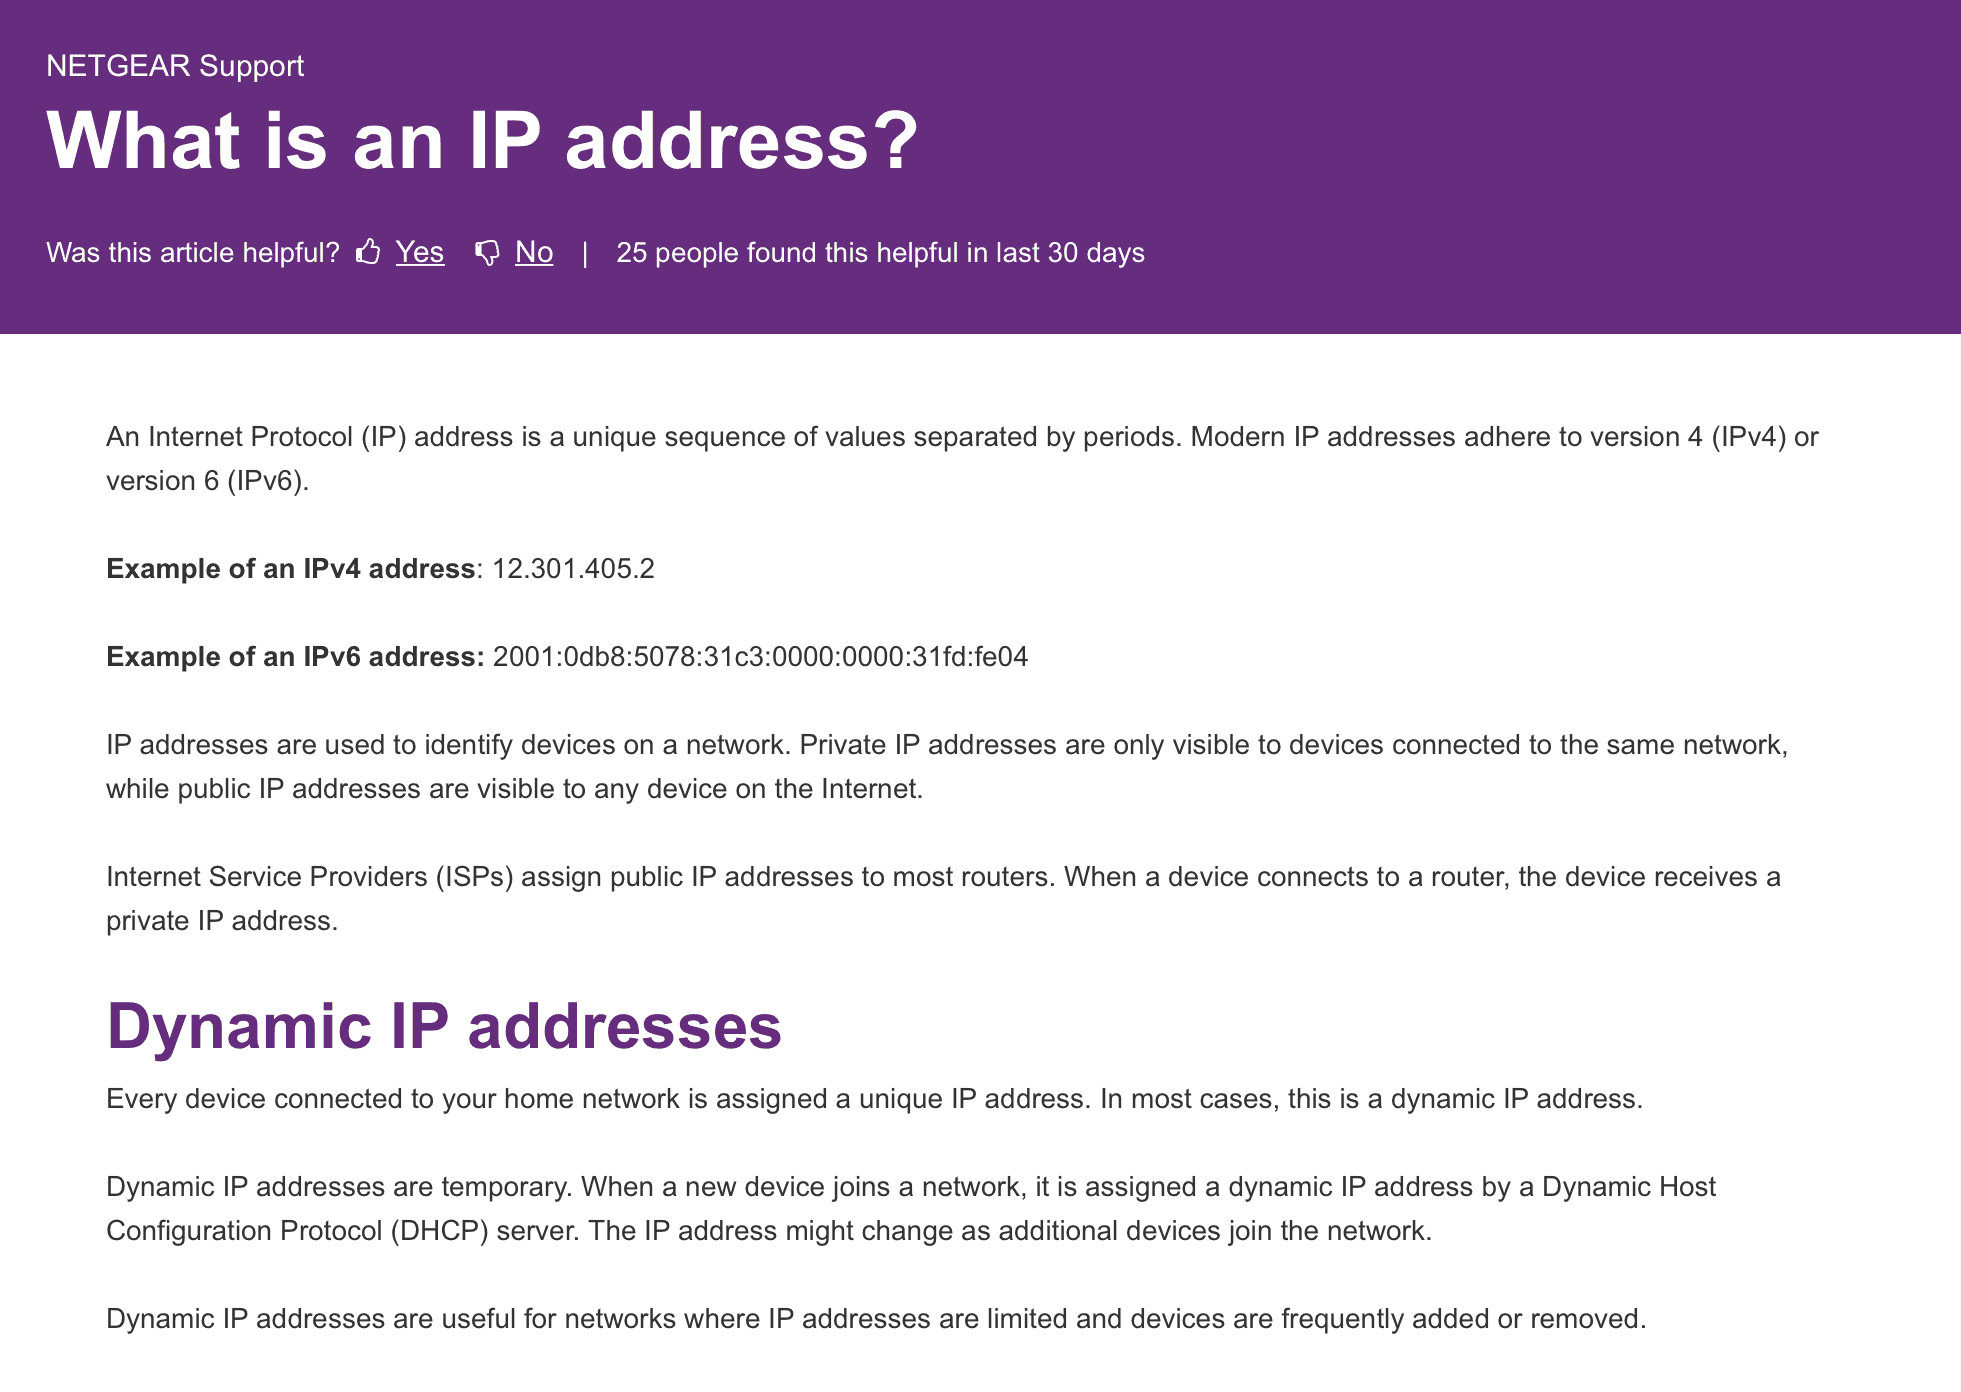 NETGEAR Support
What is an IP address?
Was this article helpful? Yes No | 25 people found this helpful in last 30 days
An Internet Protocol (IP) address is a unique sequence of values separated by periods. Modern IP addresses adhere to version 4 (IPv4) or
version 6 (IPv6).
Example of an IPv4 address: 12.301.405.2
Example of an IPv6 address: 2001:0db8:5078:31c3:0000:0000:31fd:fe04
IP addresses are used to identify devices on a network. Private IP addresses are only visible to devices connected to the same network,
while public IP addresses are visible to any device on the Internet.
Internet Service Providers (ISPs) assign public IP addresses to most routers. When a device connects to a router, the device receives a
private IP address.
Dynamic IP addresses
Every device connected to your home network is assigned a unique IP address. In most cases, this is a dynamic IP address.
Dynamic IP addresses are temporary. When a new device joins a network, it is assigned a dynamic IP address by a Dynamic Host
Configuration Protocol (DHCP) server. The IP address might change as additional devices join the network.
Dynamic IP addresses are useful for networks where IP addresses are limited and devices are frequently added or removed.